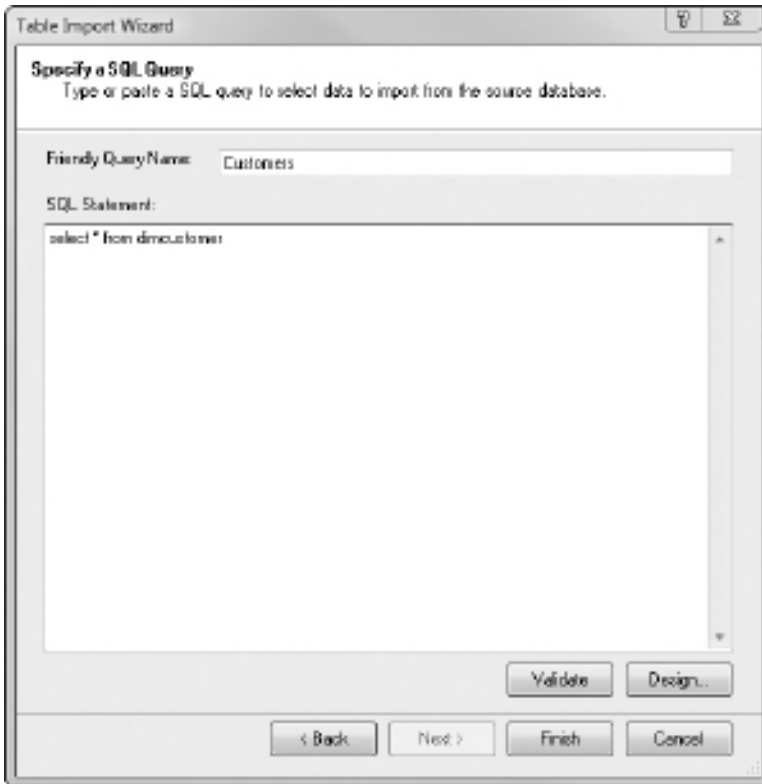 Table Import Wizard
Specify a SQL Query
Type or paste a SQL query to select data to import from the source database.
Friendly Query Name:
Customers
SQL Statement:
select * from dimcustomer
Validate
Design...
< Back
Next >
Finish
Cancel